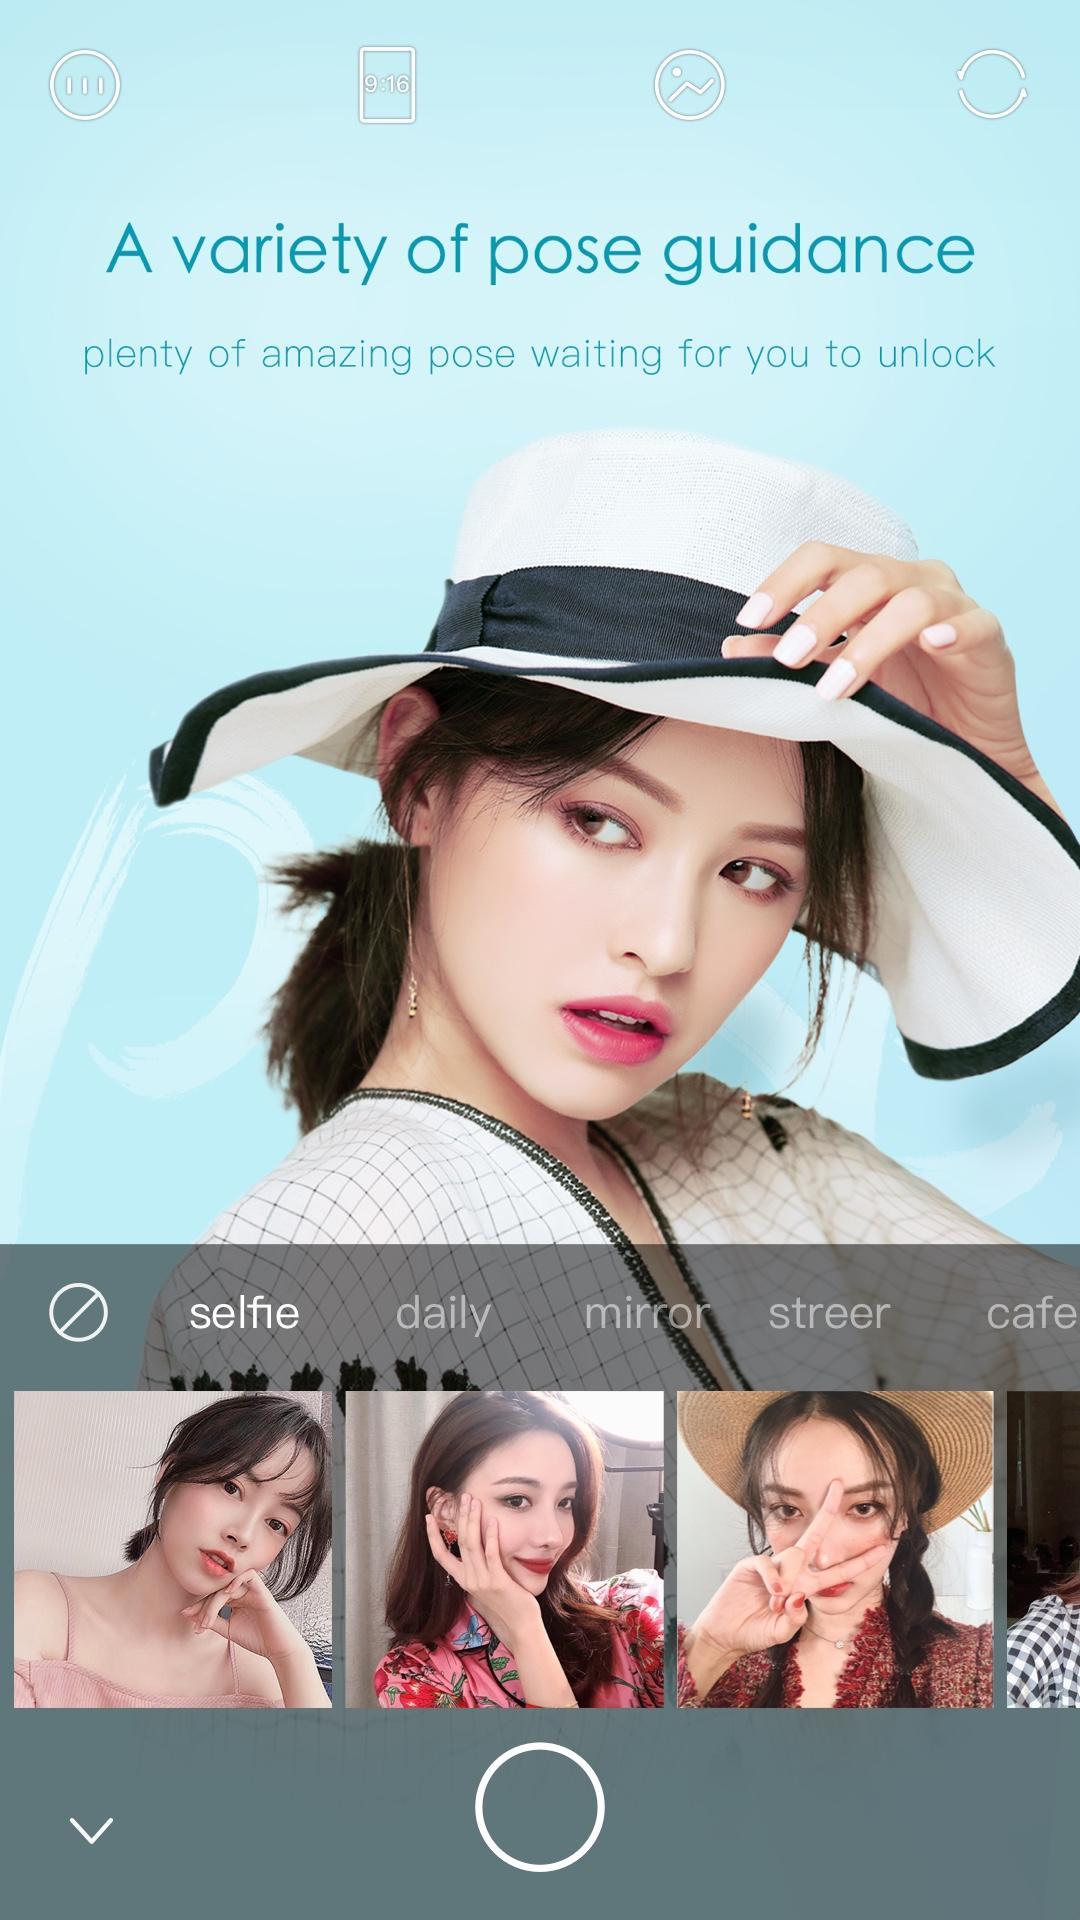 9:16
A variety of pose guidance
plenty of amazing pose waiting for you to unlock
selfie daily mirror streer cafe